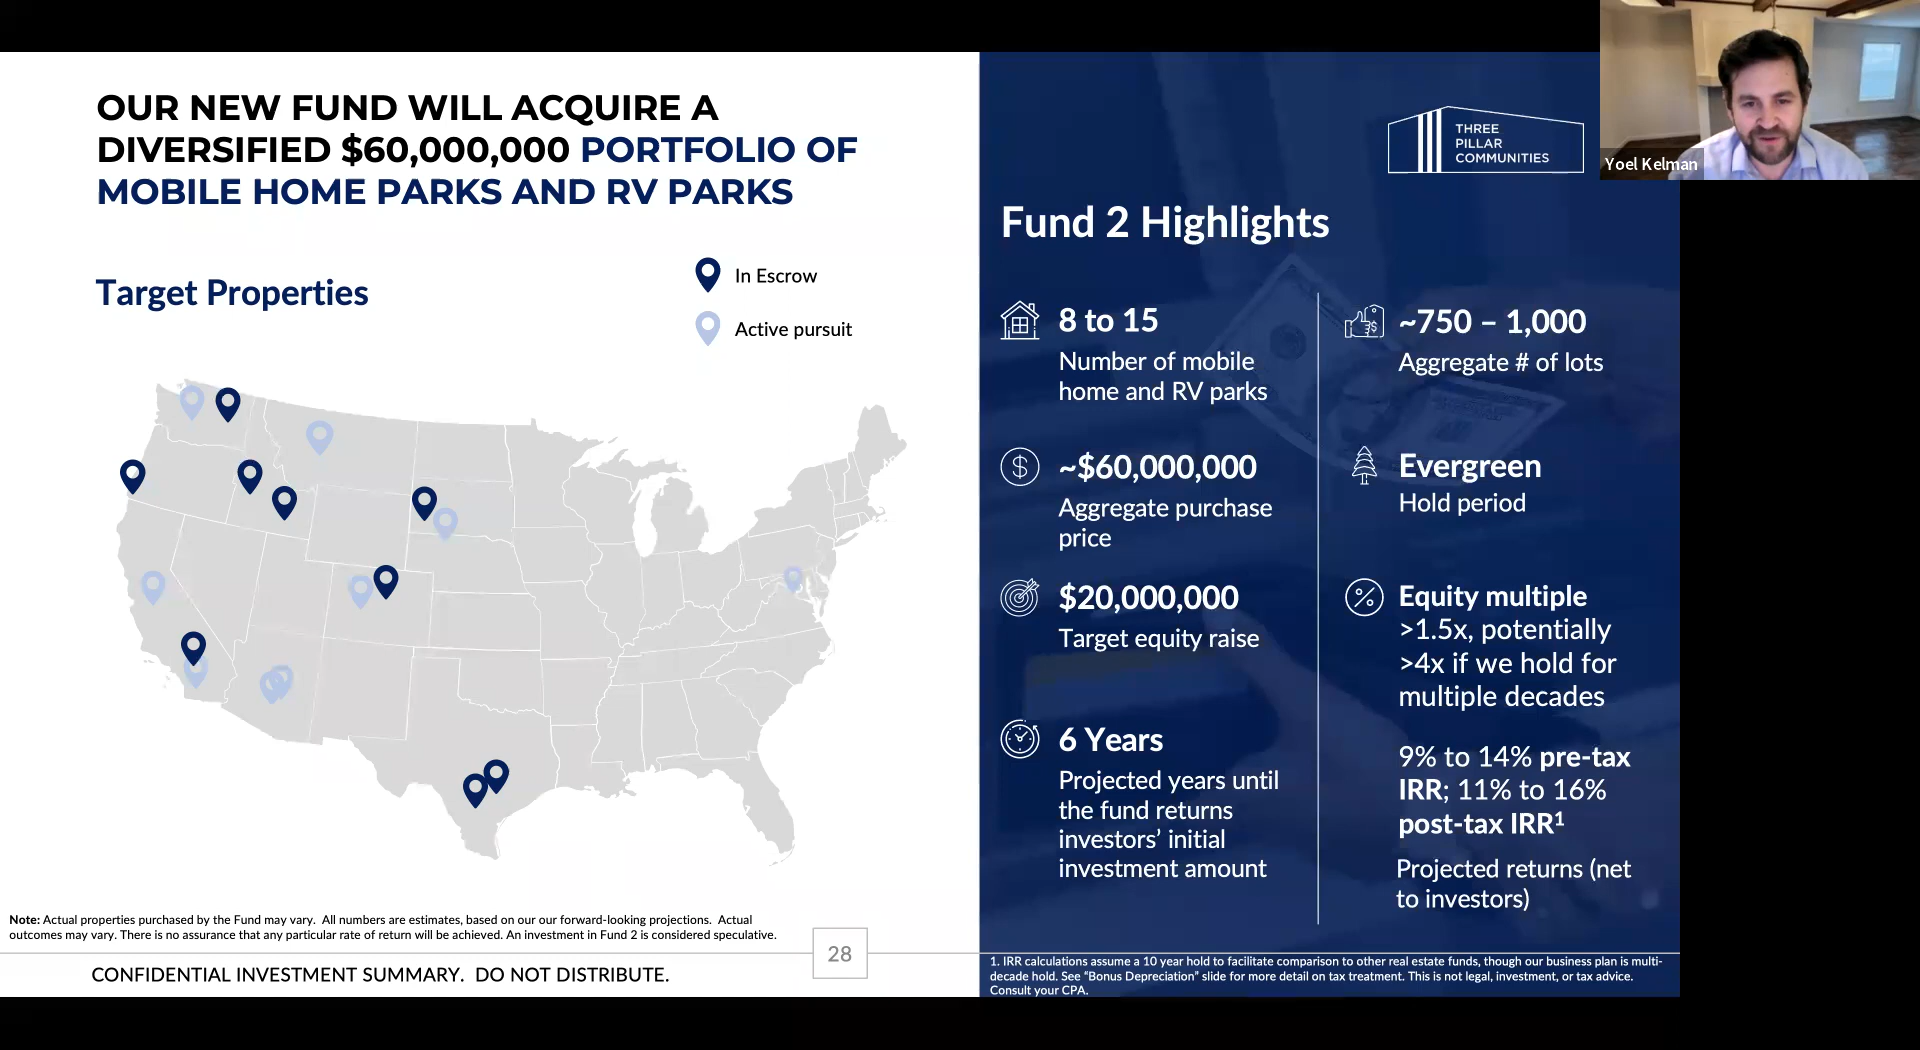 OUR NEW FUND WILL ACQUIRE A
DIVERSIFIED $60,000,000 PORTFOLIO OF
MOBILE HOME PARKS AND RV PARKS
Target Properties
In Escrow
Active pursuit
Note: Actual properties purchased by the Fund may vary. All numbers are estimates, based on our our forward-looking projections. Actual
outcomes may vary. There is no assurance that any particular rate of return will be achieved. An investment in Fund 2 is considered speculative.
CONFIDENTIAL INVESTMENT SUMMARY. DO NOT DISTRIBUTE.
28
THREE
PILLAR
COMMUNITIES
Yoel Kelman
Fund 2 Highlights
8 to 15
Number of mobile
home and RV parks
~$60,000,000
Aggregate purchase
price
$20,000,000
Target equity raise
6 Years
Projected years until
the fund returns
investors’ initial
investment amount
~750 – 1,000
Aggregate # of lots
Evergreen
Hold period
Equity multiple
>1.5x, potentially
>4x if we hold for
multiple decades
9% to 14% pre-tax
IRR; 11% to 16%
post-tax IRR¹
Projected returns (net
to investors)
1. IRR calculations assume a 10 year hold to facilitate comparison to other real estate funds, though our business plan is multi-
decade hold. See “Bonus Depreciation” slide for more detail on tax treatment. This is not legal, investment, or tax advice.
Consult your CPA.